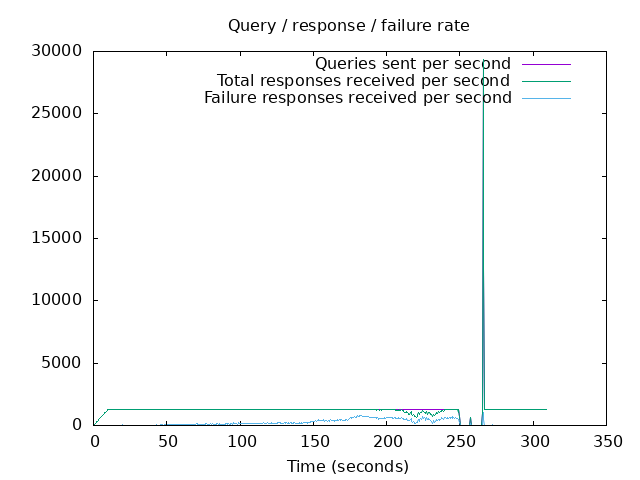 Query / response / failure rate
30000
25000
20000
15000
10000
5000
0
Queries sent per second
Total responses received per second
Failure responses received per second
0 50 100 150 200 250 300 350
Time (seconds)